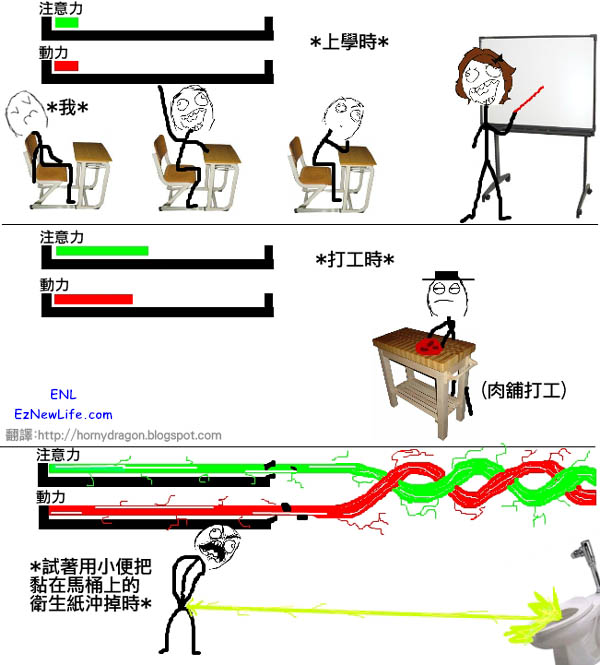 注意力
動力
*上學時*
*我*
注意力
動力
*打工時*
(肉舖打工)
ENL
EzNewLife.com
翻譯:http://hornydragon.blogspot.com
注意力
動力
*試著用小便把
黏在馬桶上的
衛生紙沖掉時*